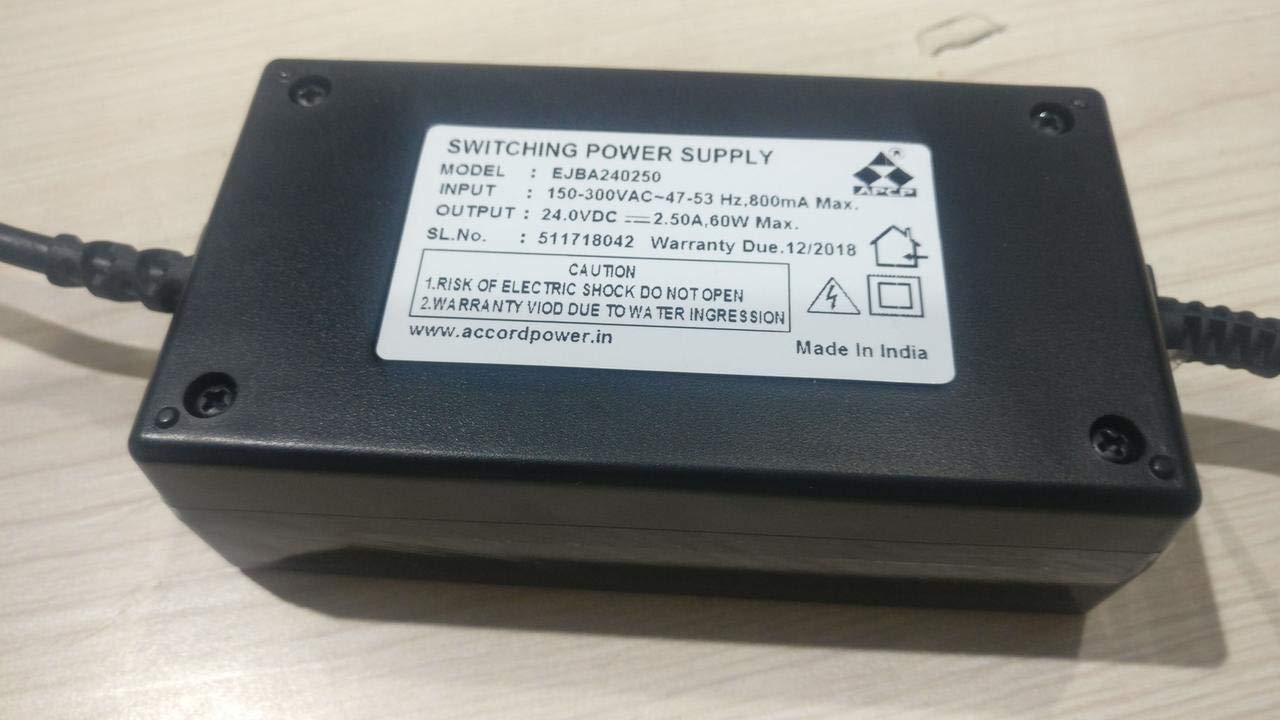 SWITCHING POWER SUPPLY
MODEL : EJBA240250
INPUT : 150-300VAC~47-53 Hz,800mA Max.
OUTPUT : 24.0VDC ⎓ 2.50A,60W Max.
SL.No. : 511718042 Warranty Due.12/2018
CAUTION
1.RISK OF ELECTRIC SHOCK DO NOT OPEN
2.WARRANTY VIOD DUE TO WATER INGRESSION
www.accordpower.in
Made In India
APCP
®